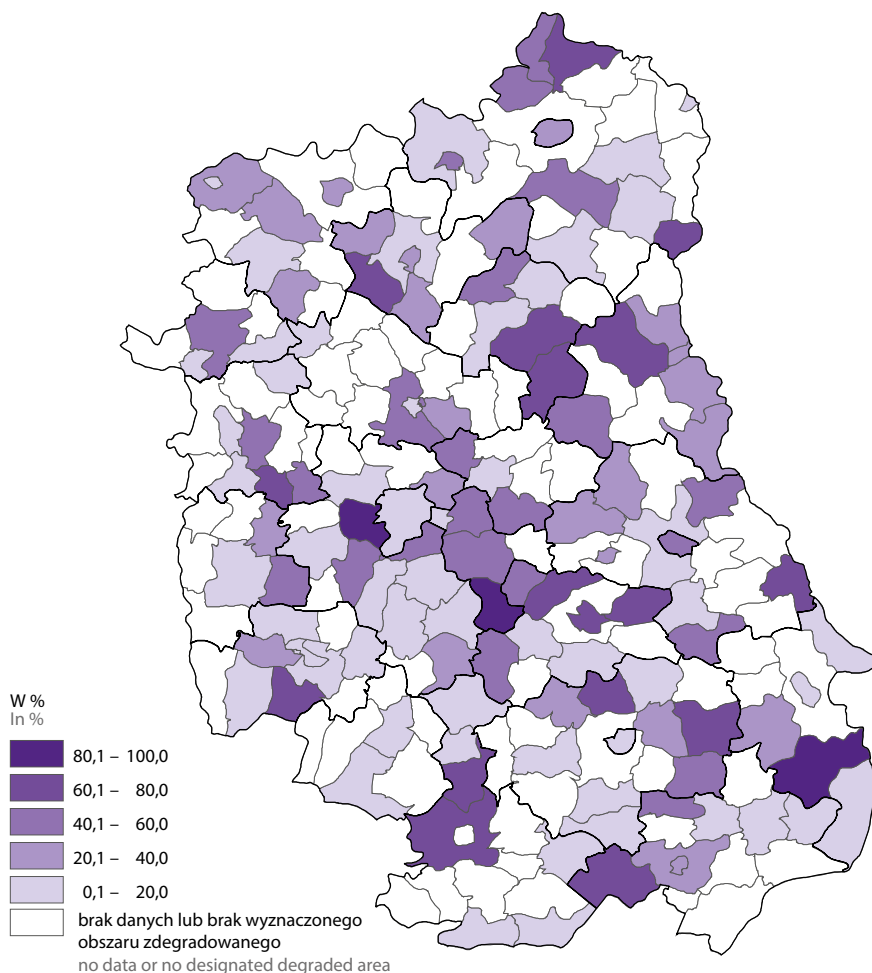 W %
In %
80,1 – 100,0
60,1 – 80,0
40,1 – 60,0
20,1 – 40,0
0,1 – 20,0
brak danych lub brak wyznaczonego
obszaru zdegradowanego
no data or no designated degraded area